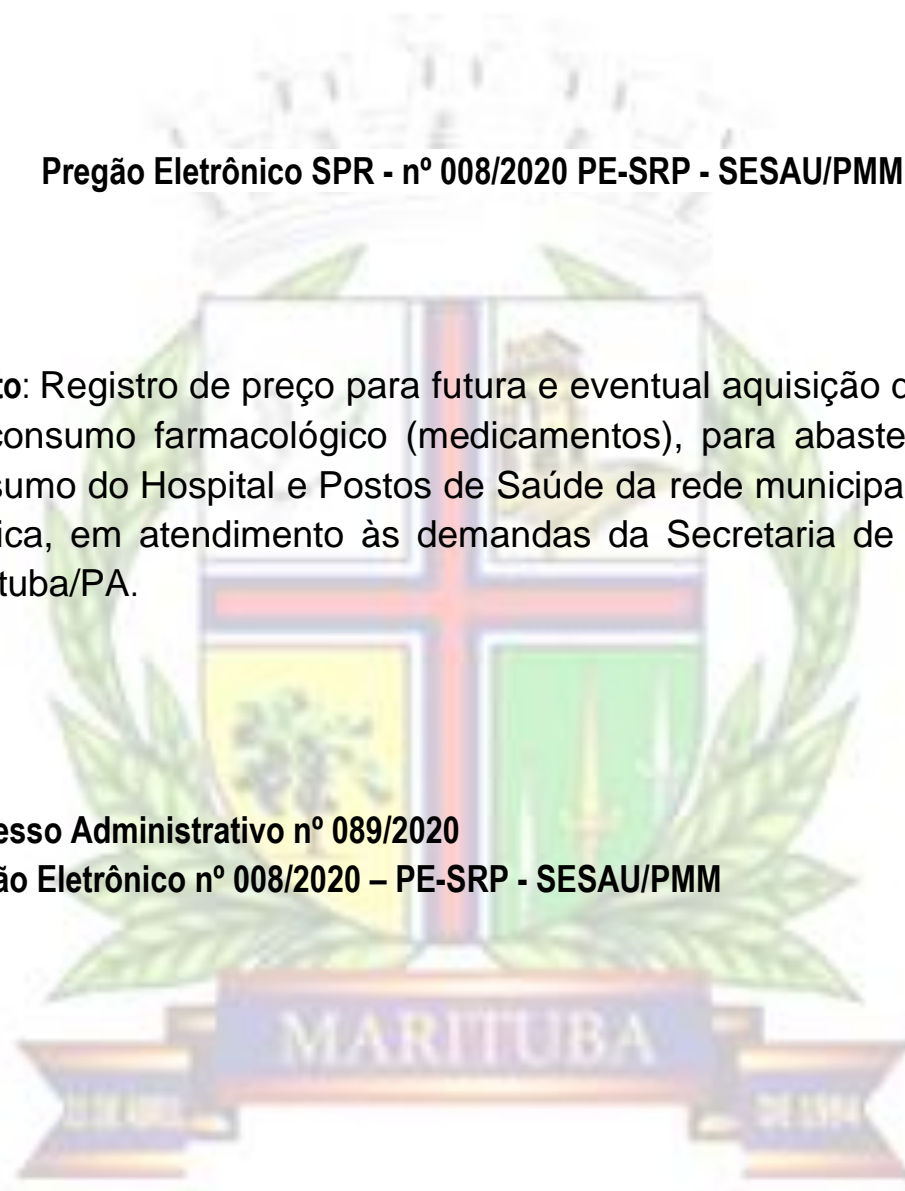 Pregão Eletrônico SPR - nº 008/2020 PE-SRP - SESAU/PMM
to: Registro de preço para futura e eventual aquisição
consumo farmacológico (medicamentos), para abaste
sumo do Hospital e Postos de Saúde da rede municipa
ica, em atendimento às demandas da Secretaria de
tuba/PA.
esso Administrativo nº 089/2020
ão Eletrônico nº 008/2020 – PE-SRP - SESAU/PMM
MARITUBA
DE 1994